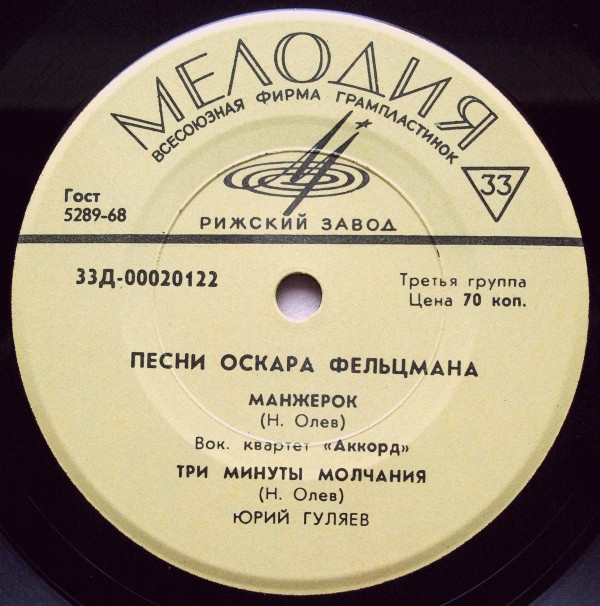 МЕЛОДИЯ
ВСЕСОЮЗНАЯ ФИРМА ГРАМПЛАСТИНОК
33
Гост
5289-68
РИЖСКИЙ ЗАВОД
33Д-00020122
Третья группа
Цена 70 коп.
ПЕСНИ ОСКАРА ФЕЛЬЦМАНА
МАНЖЕРОК
(Н. Олев)
Вок. квартет «Аккорд»
ТРИ МИНУТЫ МОЛЧАНИЯ
(Н. Олев)
ЮРИЙ ГУЛЯЕВ